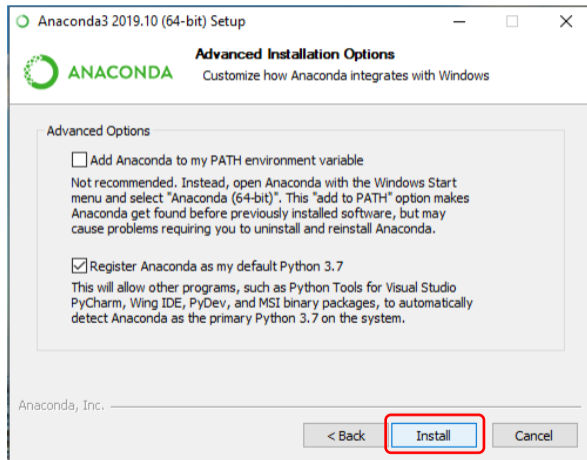 Anaconda3 2019.10 (64-bit) Setup
ANACONDA
Advanced Installation Options
Customize how Anaconda integrates with Windows
Advanced Options
Add Anaconda to my PATH environment variable
Not recommended. Instead, open Anaconda with the Windows Start
menu and select "Anaconda (64-bit)". This "add to PATH" option makes
Anaconda get found before previously installed software, but may
cause problems requiring you to uninstall and reinstall Anaconda.
Register Anaconda as my default Python 3.7
This will allow other programs, such as Python Tools for Visual Studio
PyCharm, Wing IDE, PyDev, and MSI binary packages, to automatically
detect Anaconda as the primary Python 3.7 on the system.
Anaconda, Inc.
< Back Install Cancel